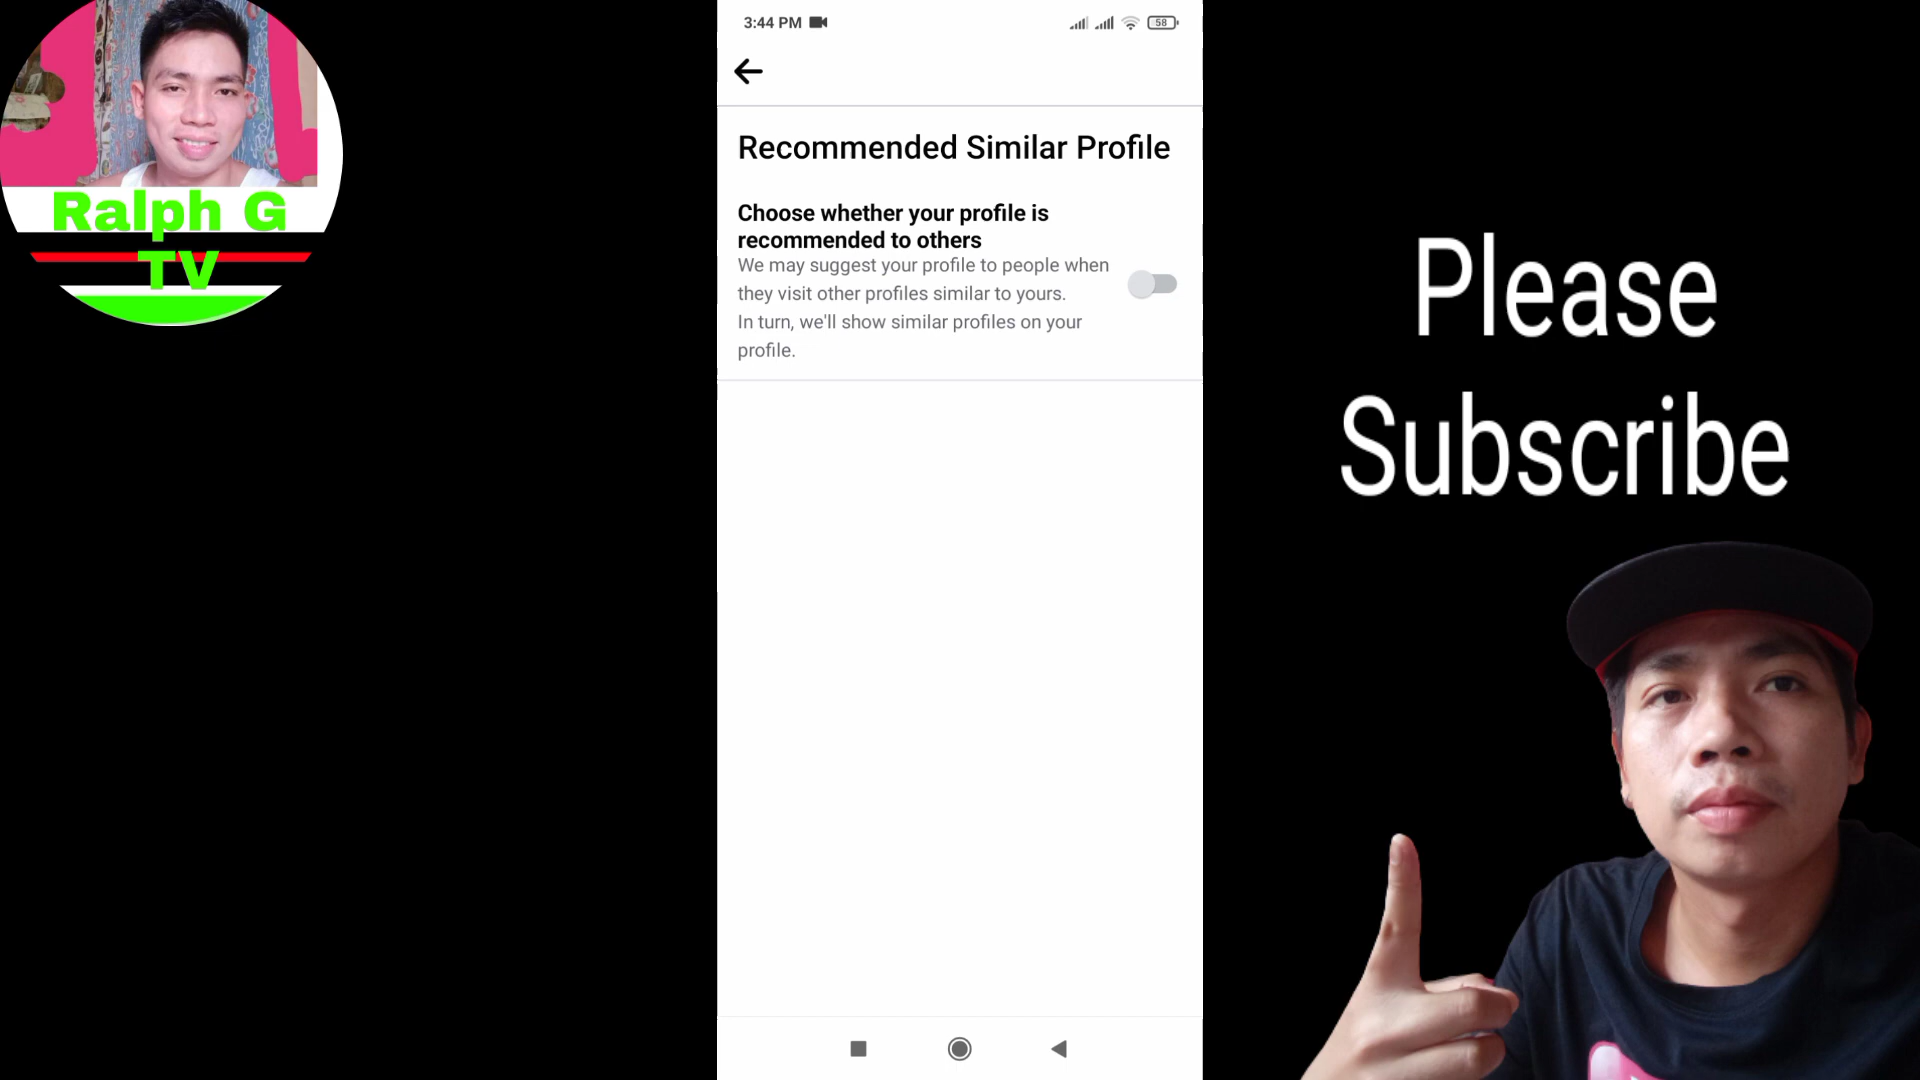 Ralph G
TV
3:44 PM
58
Recommended Similar Profile
Choose whether your profile is
recommended to others
We may suggest your profile to people when
they visit other profiles similar to yours.
In turn, we'll show similar profiles on your
profile.
Please
Subscribe